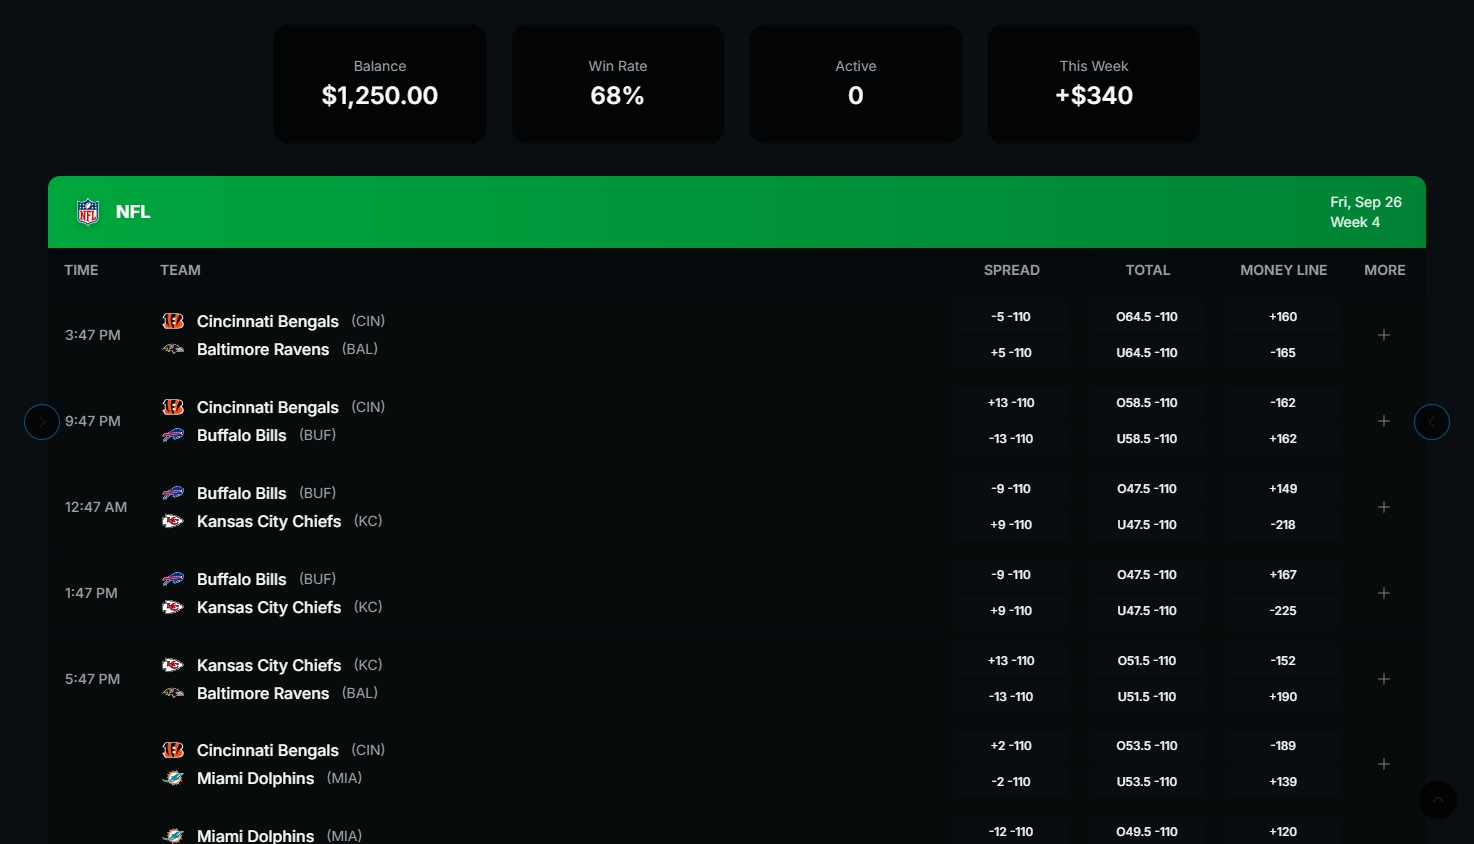 Balance Win Rate Active This Week
$1,250.00 68% 0 +$340
NFL NFL Fri, Sep 26
Week 4
TIME TEAM SPREAD TOTAL MONEY LINE MORE
Cincinnati Bengals (CIN) -5 -110 O64.5 -110 +160
3:47 PM +
Baltimore Ravens (BAL) +5 -110 U64.5 -110 -165
Cincinnati Bengals (CIN) +13 -110 O58.5 -110 -162
9:47 PM +
Buffalo Bills (BUF) -13 -110 U58.5 -110 +162
Buffalo Bills (BUF) -9 -110 O47.5 -110 +149
12:47 AM +
Kansas City Chiefs (KC) +9 -110 U47.5 -110 -218
Buffalo Bills (BUF) -9 -110 O47.5 -110 +167
1:47 PM +
Kansas City Chiefs (KC) +9 -110 U47.5 -110 -225
Kansas City Chiefs (KC) +13 -110 O51.5 -110 -152
5:47 PM +
Baltimore Ravens (BAL) -13 -110 U51.5 -110 +190
Cincinnati Bengals (CIN) +2 -110 O53.5 -110 -189
+
Miami Dolphins (MIA) -2 -110 U53.5 -110 +139
Miami Dolphins (MIA) -12 -110 O49.5 -110 +120